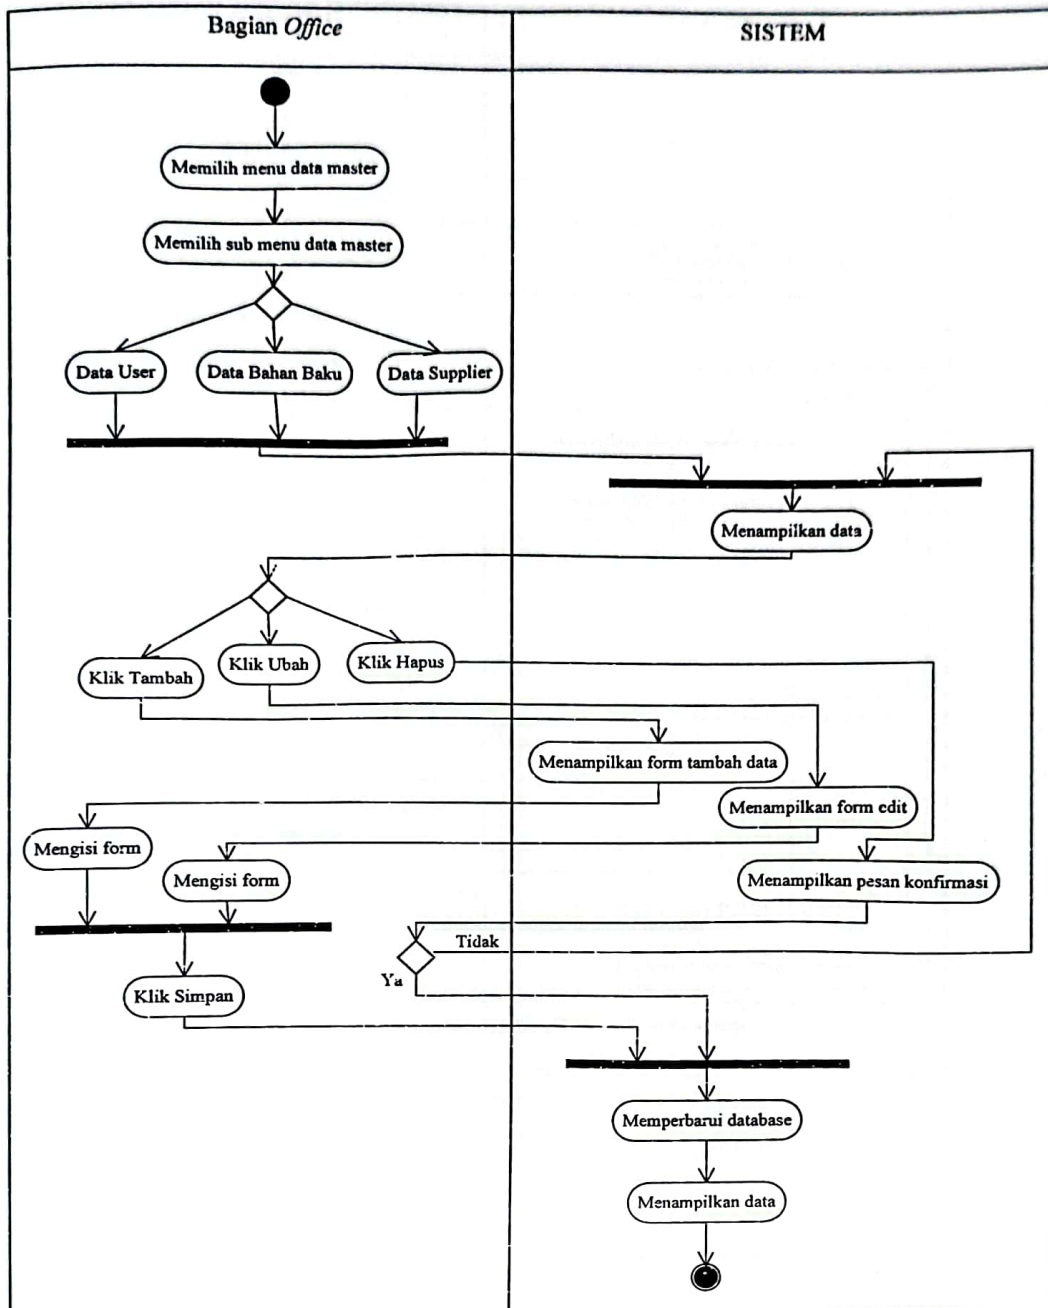 Bagian Office
SISTEM
Memilih menu data master
Memilih sub menu data master
Data User
Data Bahan Baku
Data Supplier
Menampilkan data
Klik Tambah
Klik Ubah
Klik Hapus
Menampilkan form tambah data
Menampilkan form edit
Mengisi form
Mengisi form
Menampilkan pesan konfirmasi
Tidak
Ya
Klik Simpan
Memperbarui database
Menampilkan data